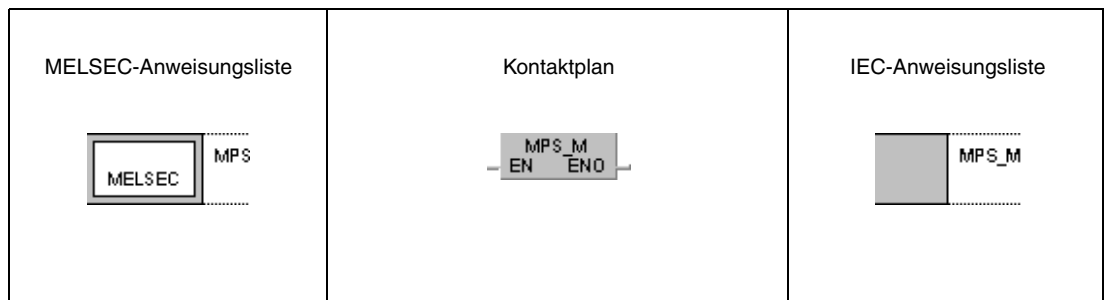 MELSEC-Anweisungsliste
MPS
MELSEC
Kontaktplan
MPS_M
EN ENO
IEC-Anweisungsliste
MPS_M